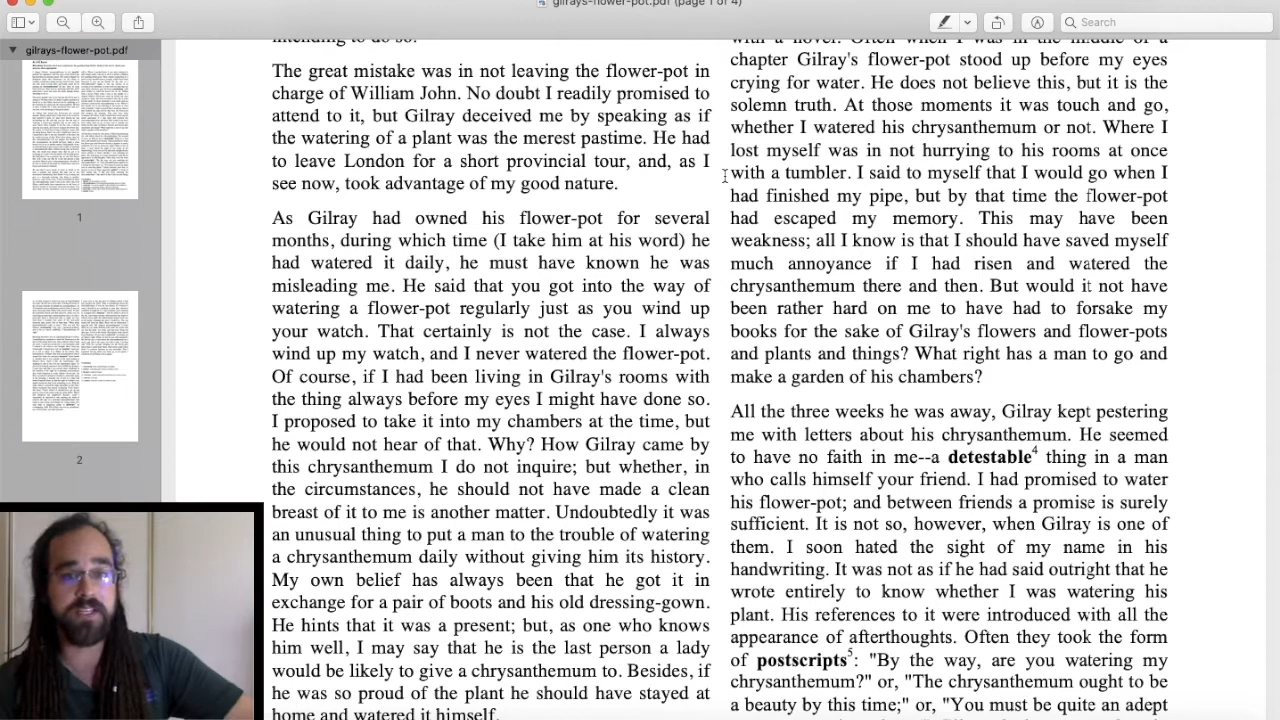 gilrays-flower-pot.pdf (page 1 of 4)
Search
gilrays-flower-pot.pdf
1
2
intending to do so.
The great mistake was in my leaving the flower-pot in
charge of William John. No doubt I readily promised to
attend to it, but Gilray deceived me by speaking as if
the watering of a plant was the merest pastime. He had
to leave London for a short provincial tour, and, as I
see now, took advantage of my good nature.
As Gilray had owned his flower-pot for several
months, during which time (I take him at his word) he
had watered it daily, he must have known he was
misleading me. He said that you got into the way of
watering a flower-pot regularly just as you wind up
your watch. That certainly is not the case. I always
wind up my watch, and I never watered the flower-pot.
Of course, if I had been living in Gilray's rooms with
the thing always before my eyes I might have done so.
I proposed to take it into my chambers at the time, but
he would not hear of that. Why? How Gilray came by
this chrysanthemum I do not inquire; but whether, in
the circumstances, he should not have made a clean
breast of it to me is another matter. Undoubtedly it was
an unusual thing to put a man to the trouble of watering
a chrysanthemum daily without giving him its history.
My own belief has always been that he got it in
exchange for a pair of boots and his old dressing-gown.
He hints that it was a present; but, as one who knows
him well, I may say that he is the last person a lady
would be likely to give a chrysanthemum to. Besides, if
he was so proud of the plant he should have stayed at
home and watered it himself.
with a novel. Often when I was in the middle of a
chapter Gilray's flower-pot stood up before my eyes
crying for water. He does not believe this, but it is the
solemn truth. At those moments it was touch and go,
whether I watered his chrysanthemum or not. Where I
lost myself was in not hurrying to his rooms at once
with a tumbler. I said to myself that I would go when I
had finished my pipe, but by that time the flower-pot
had escaped my memory. This may have been
weakness; all I know is that I should have saved myself
much annoyance if I had risen and watered the
chrysanthemum there and then. But would it not have
been rather hard on me to have had to forsake my
books for the sake of Gilray's flowers and flower-pots
and plants and things? What right has a man to go and
make a garden of his chambers?
All the three weeks he was away, Gilray kept pestering
me with letters about his chrysanthemum. He seemed
to have no faith in me--a detestable4 thing in a man
who calls himself your friend. I had promised to water
his flower-pot; and between friends a promise is surely
sufficient. It is not so, however, when Gilray is one of
them. I soon hated the sight of my name in his
handwriting. It was not as if he had said outright that he
wrote entirely to know whether I was watering his
plant. His references to it were introduced with all the
appearance of afterthoughts. Often they took the form
of postscripts5: "By the way, are you watering my
chrysanthemum?" or, "The chrysanthemum ought to be
a beauty by this time;" or, "You must be quite an adept